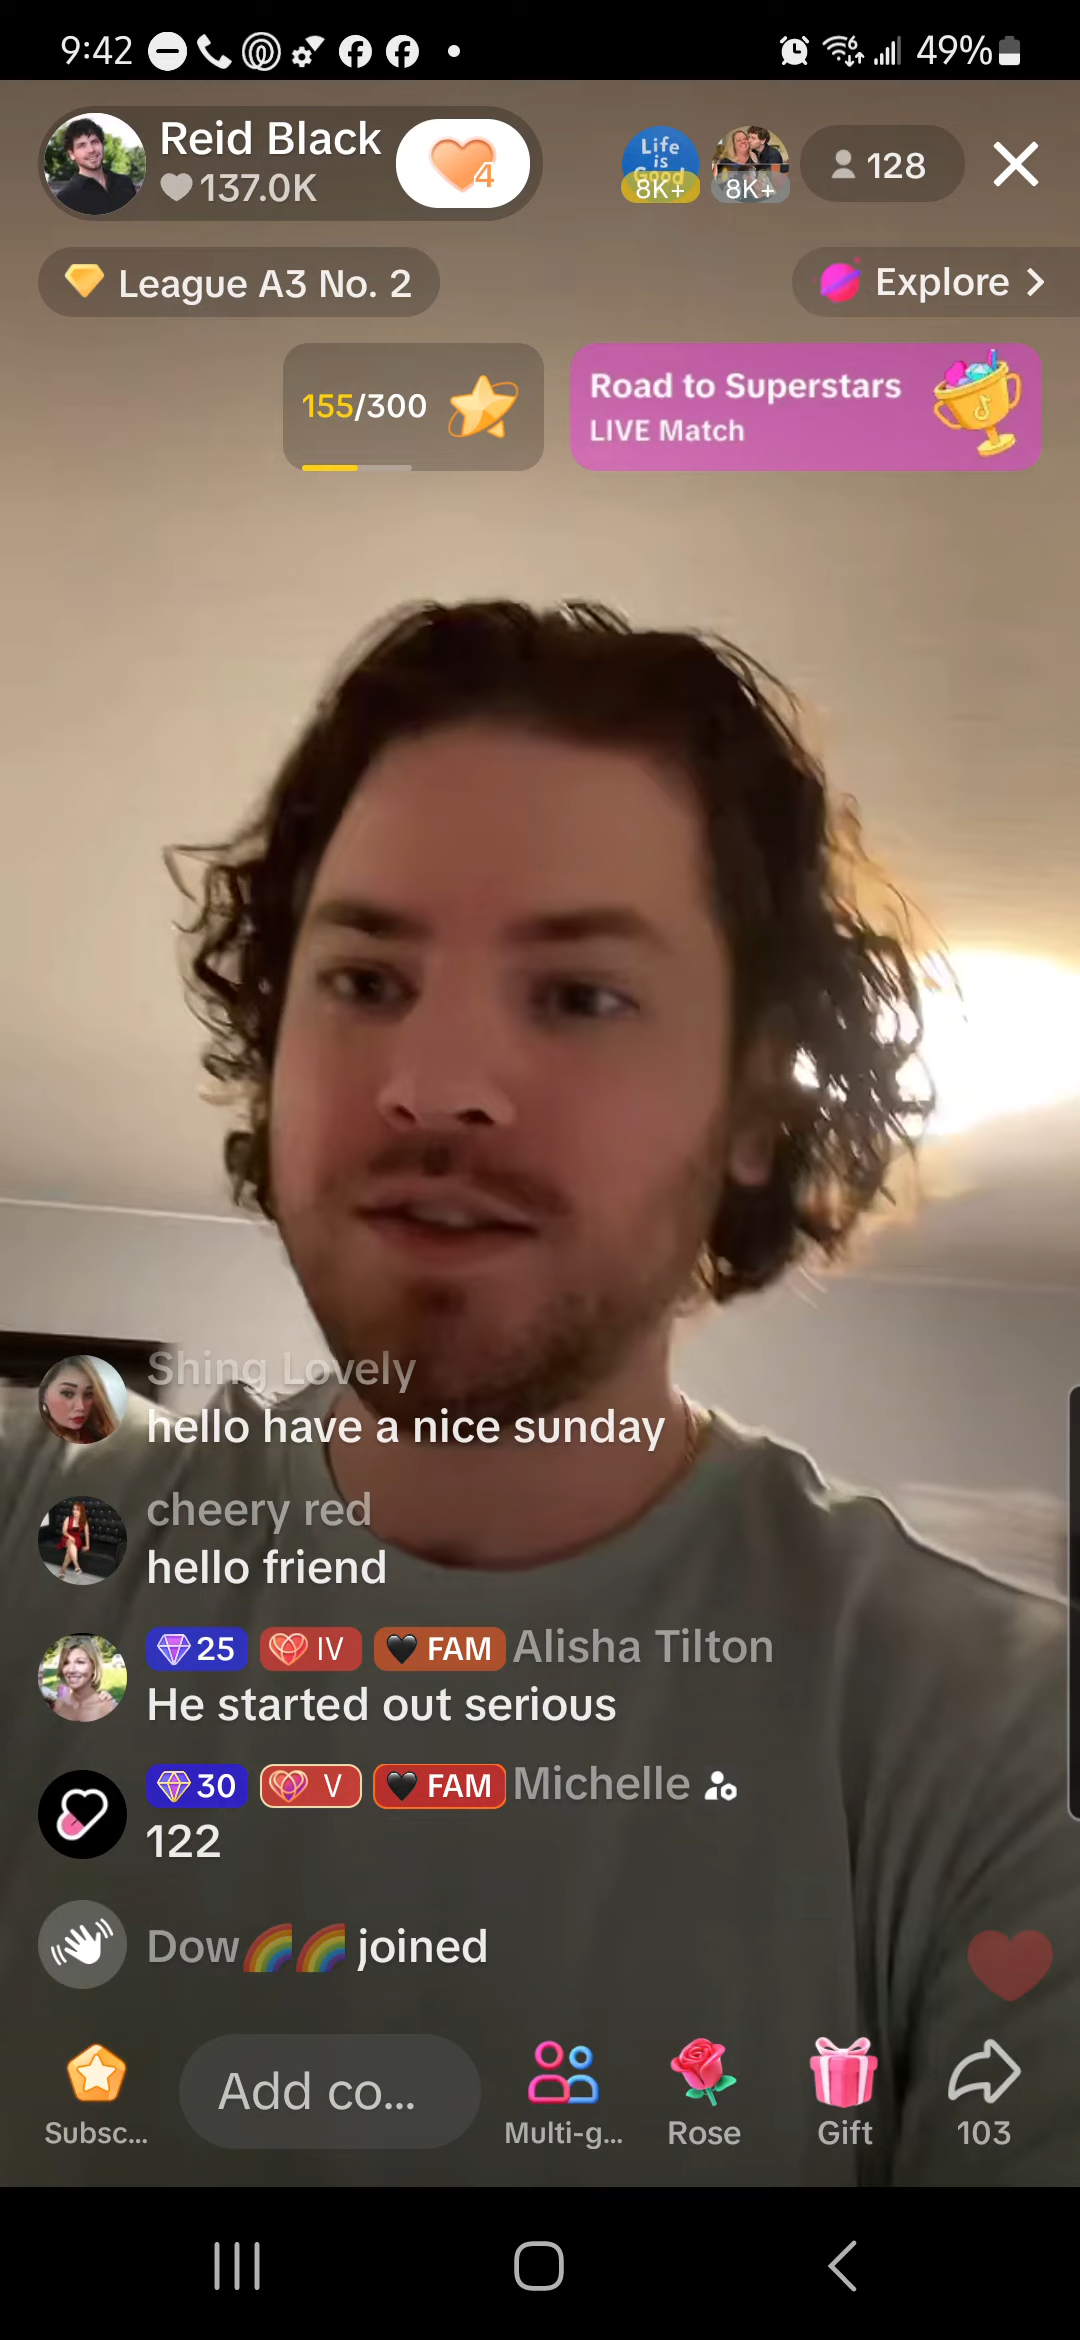 9:42
49%
Reid Black
137.0K
4
Life
is
Good
8K+
8K+
128
League A3 No. 2
Explore
155/300
Road to Superstars
LIVE Match
Shing Lovely
hello have a nice sunday
cheery red
hello friend
25 IV FAM Alisha Tilton
He started out serious
30 V FAM Michelle
122
Dow🌈🌈 joined
Subsc...
Add co...
Multi-g...
Rose
Gift
103